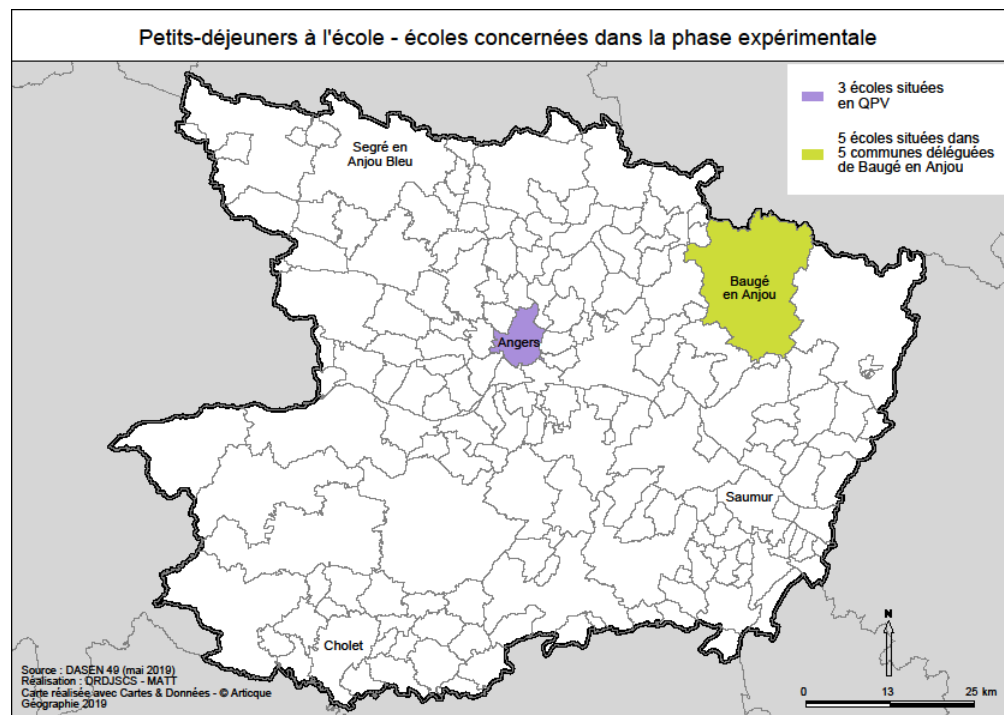 Petits-déjeuners à l'école - écoles concernées dans la phase expérimentale
3 écoles situées
en QPV
5 écoles situées dans
5 communes déléguées
de Baugé en Anjou
Segré en
Anjou Bleu
Baugé
en Anjou
Angers
Saumur
Cholet
N
Source : DASEN 49 (mai 2019)
Réalisation : DRDJSCS - MATT
Carte réalisée avec Cartes & Données - © Articque
Géographie 2019
0 13 25 km